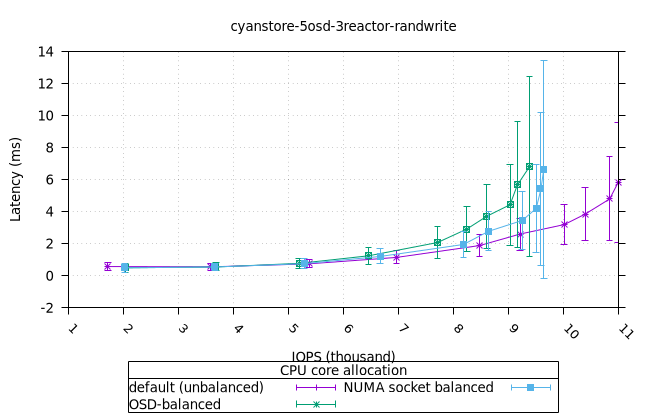 cyanstore-5osd-3reactor-randwrite
14
12
10
8
6
4
2
0
-2
Latency (ms)
1
2
3
4
5
6
7
8
9
10
11
IOPS (thousand)
CPU core allocation
default (unbalanced)
NUMA socket balanced
OSD-balanced